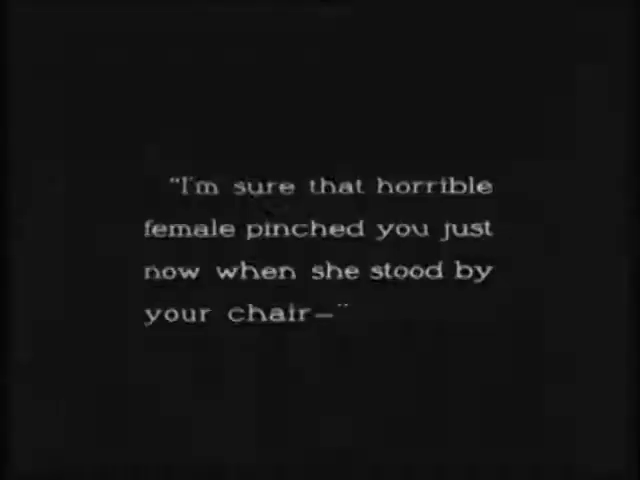 "I'm sure that horrible
female pinched you just
now when she stood by
your chair—"